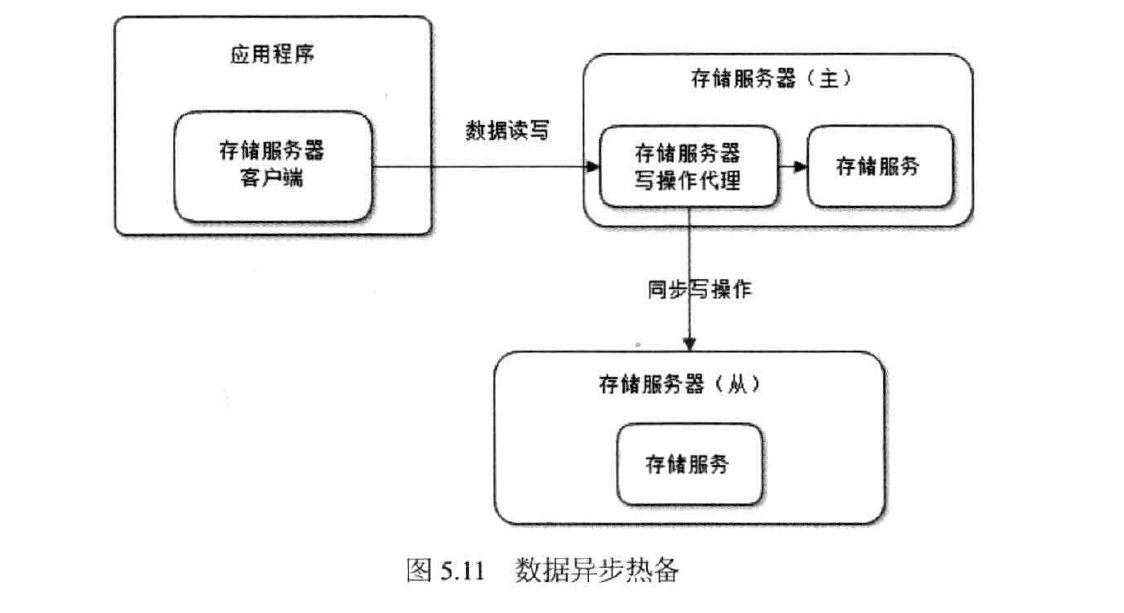 应用程序
存储服务器
客户端
数据读写
存储服务器（主）
存储服务器
写操作代理
存储服务
同步写操作
存储服务器（从）
存储服务
图 5.11 数据异步热备